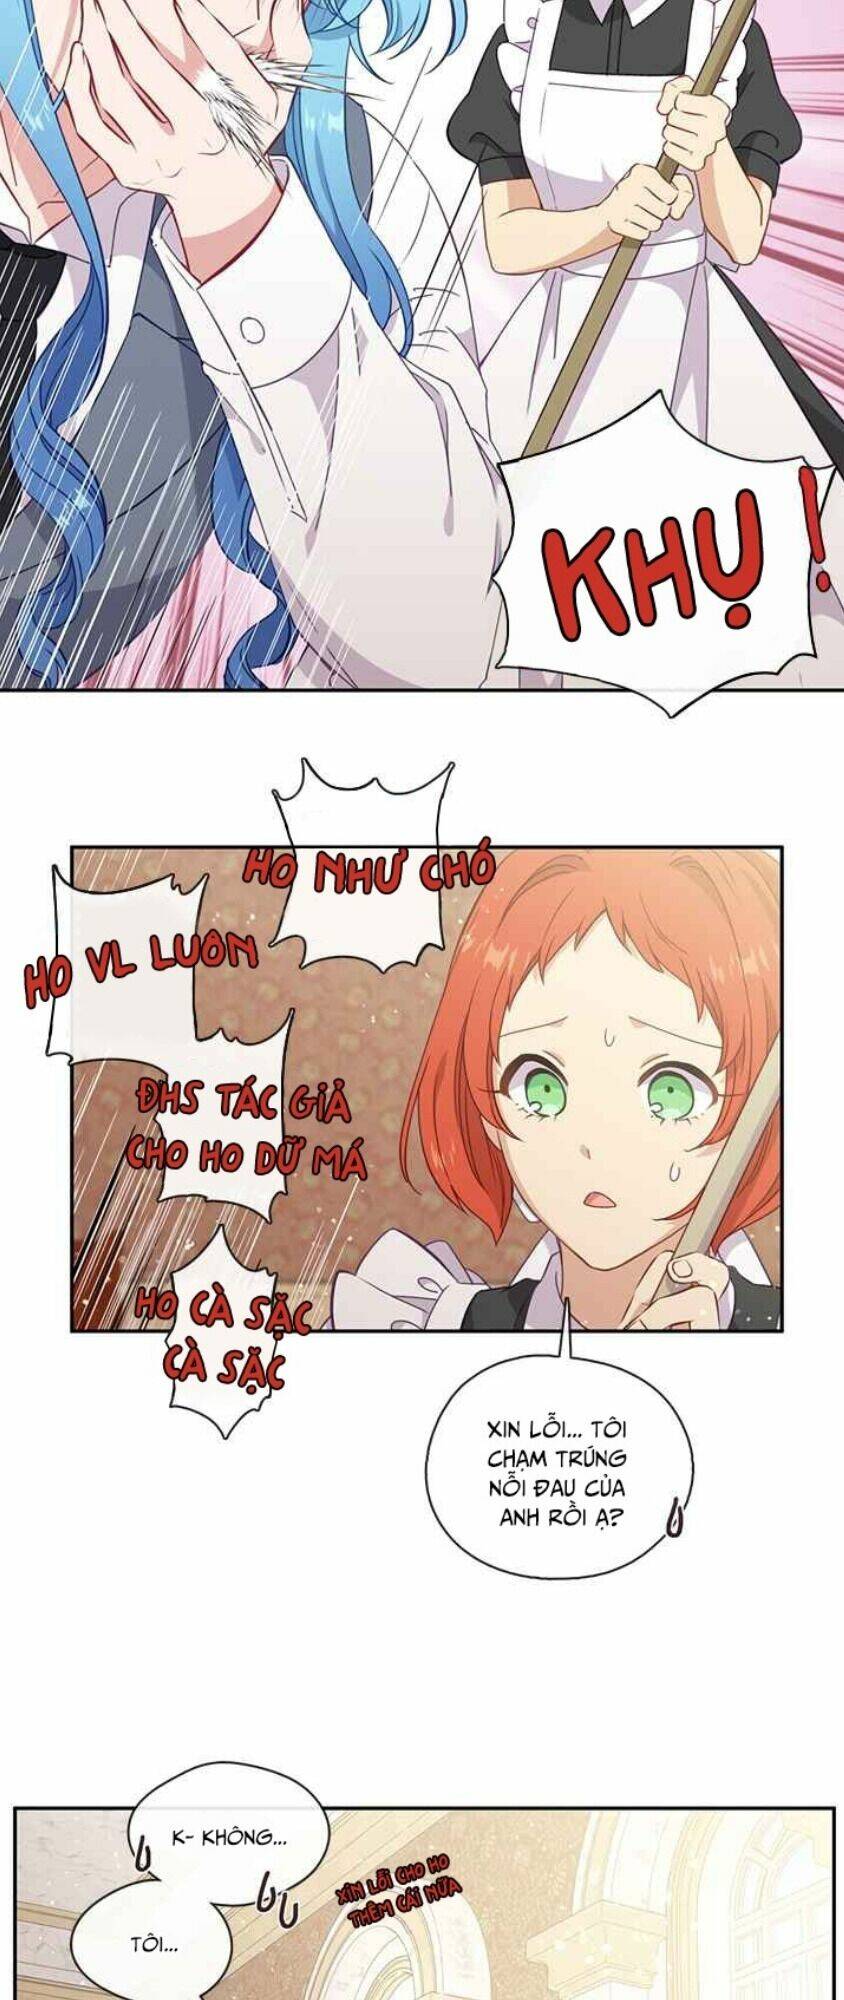 KHỤ!
HO NHƯ CHÓ
HO VL LUÔN
ĐHS TÁC GIẢ
CHO HO DỮ MÁ
HO CÀ SẶC
CÀ SẶC
XIN LỖI... TÔI
CHẠM TRÚNG
NỖI ĐAU CỦA
ANH RỒI Ạ?
K- KHÔNG...
XIN LỖI CHO HO
THÊM CÁI NỮA
TÔI...